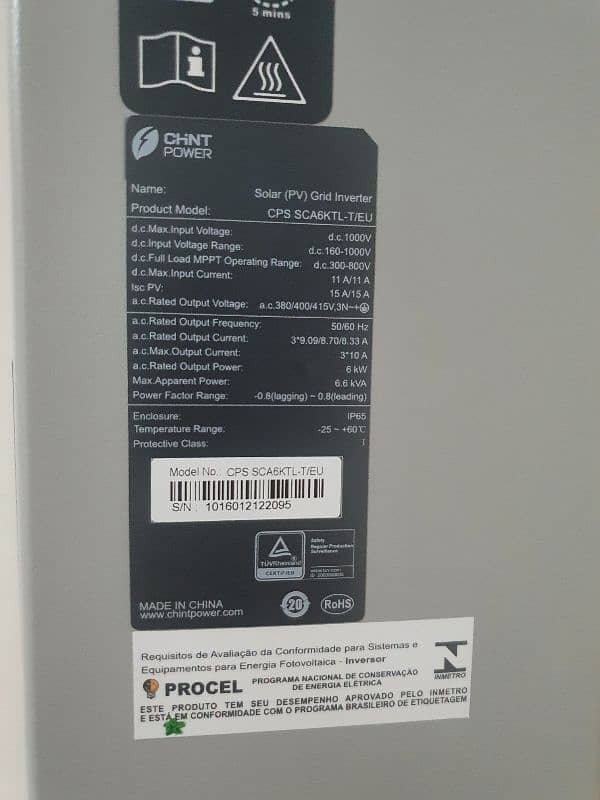 5 mins
CHiNT
POWER
Name: Solar (PV) Grid Inverter
Product Model: CPS SCA6KTL-T/EU
d.c.Max.Input Voltage: d.c.1000V
d.c.Input Voltage Range: d.c.160-1000V
d.c.Full Load MPPT Operating Range: d.c.300-800V
d.c.Max.Input Current: 11 A/11 A
Isc PV: 15 A/15 A
a.c.Rated Output Voltage: a.c.380/400/415V,3N~+
a.c.Rated Output Frequency: 50/60 Hz
a.c.Rated Output Current: 3*9.09/8.70/8.33 A
a.c.Max.Output Current: 3*10 A
a.c.Rated Output Power: 6 kW
Max.Apparent Power: 6.6 kVA
Power Factor Range: -0.8(lagging) ~ 0.8(leading)
Enclosure: IP65
Temperature Range: -25 ~ +60℃
Protective Class: I
Model No.: CPS SCA6KTL-T/EU
S/N : 1016012122095
TÜVRheinland
CERTIFIED
Safety
Regular Production
Surveillance
20
RoHS
MADE IN CHINA
www.chintpower.com
Requisitos de Avaliação da Conformidade para Sistemas e
Equipamentos para Energia Fotovoltaica - Inversor
INMETRO
PROCEL
PROGRAMA NACIONAL DE CONSERVAÇÃO
DE ENERGIA ELÉTRICA
ESTE PRODUTO TEM SEU DESEMPENHO APROVADO PELO INMETRO
E ESTÁ EM CONFORMIDADE COM O PROGRAMA BRASILEIRO DE ETIQUETAGEM